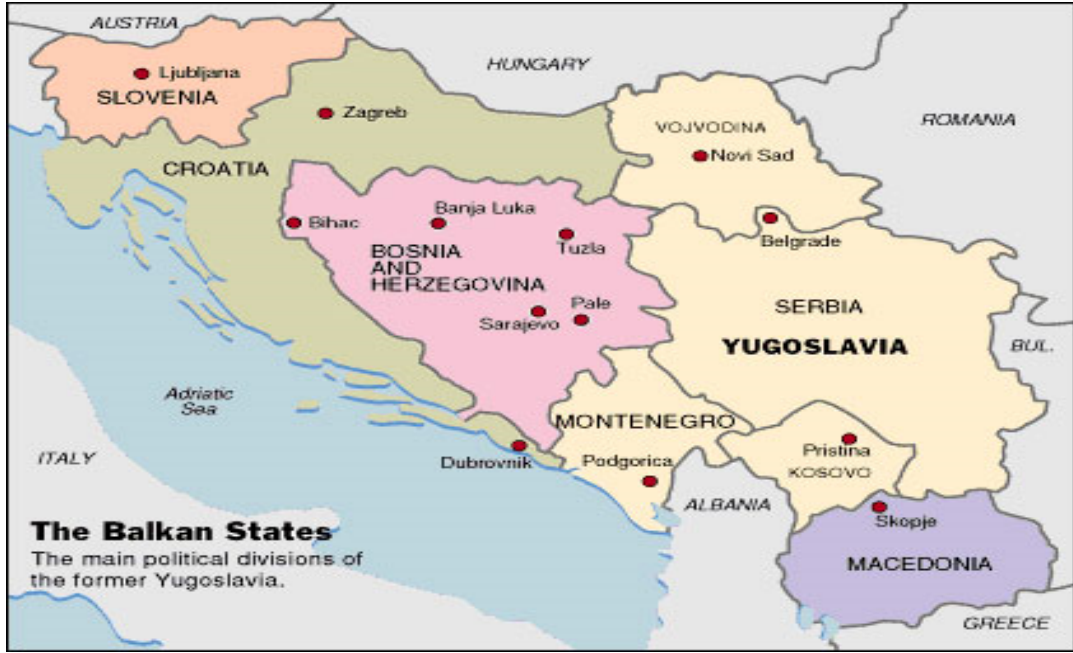 AUSTRIA
HUNGARY
ROMANIA
Ljubljana
SLOVENIA
Zagreb
VOJVODINA
Novi Sad
CROATIA
Bihac
Banja Luka
Tuzla
Belgrade
BOSNIA
AND
HERZEGOVINA
Pale
Sarajevo
SERBIA
YUGOSLAVIA
BUL.
Adriatic
Sea
MONTENEGRO
ITALY
Dubrovnik
Podgorica
Pristina
KOSOVO
ALBANIA
Skopje
MACEDONIA
GREECE
The Balkan States
The main political divisions of
the former Yugoslavia.